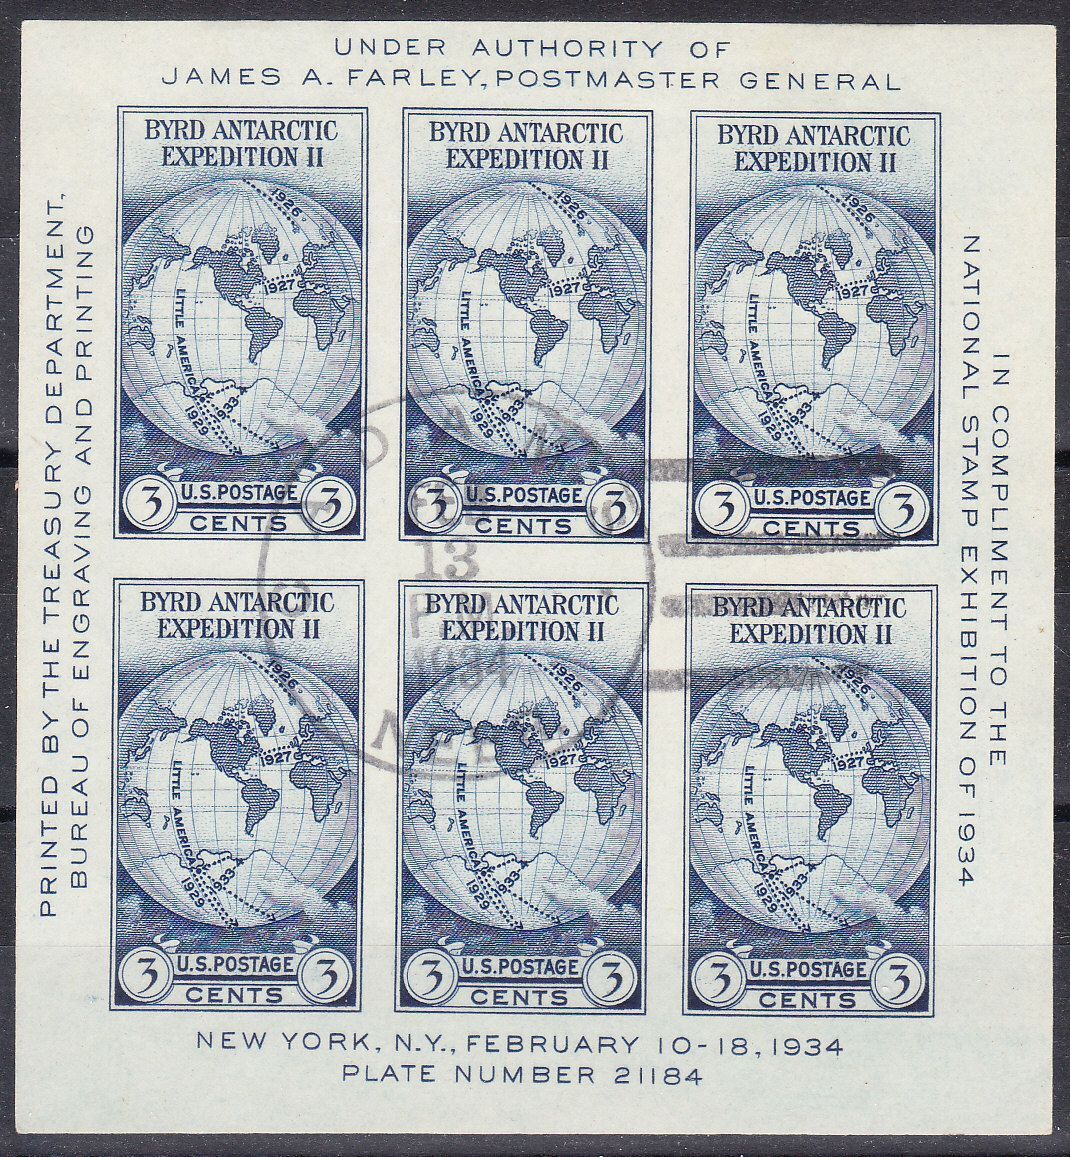 UNDER AUTHORITY OF
JAMES A. FARLEY, POSTMASTER GENERAL
PRINTED BY THE TREASURY DEPARTMENT,
BUREAU OF ENGRAVING AND PRINTING
BYRD ANTARCTIC
EXPEDITION II
1926
1927
LITTLE AMERICA
1929
1933
3 U.S. POSTAGE 3
CENTS
BYRD ANTARCTIC
EXPEDITION II
1926
1927
LITTLE AMERICA
1929
1933
3 U.S. POSTAGE 3
CENTS
BYRD ANTARCTIC
EXPEDITION II
1926
1927
LITTLE AMERICA
1929
1933
3 U.S. POSTAGE 3
CENTS
13
PM
1934
BYRD ANTARCTIC
EXPEDITION II
1926
1927
LITTLE AMERICA
1929
1933
3 U.S. POSTAGE 3
CENTS
BYRD ANTARCTIC
EXPEDITION II
1926
1927
LITTLE AMERICA
1929
1933
3 U.S. POSTAGE 3
CENTS
BYRD ANTARCTIC
EXPEDITION II
1926
1927
LITTLE AMERICA
1929
1933
3 U.S. POSTAGE 3
CENTS
IN COMPLIMENT TO THE
NATIONAL STAMP EXHIBITION OF 1934
NEW YORK, N.Y., FEBRUARY 10-18, 1934
PLATE NUMBER 21184